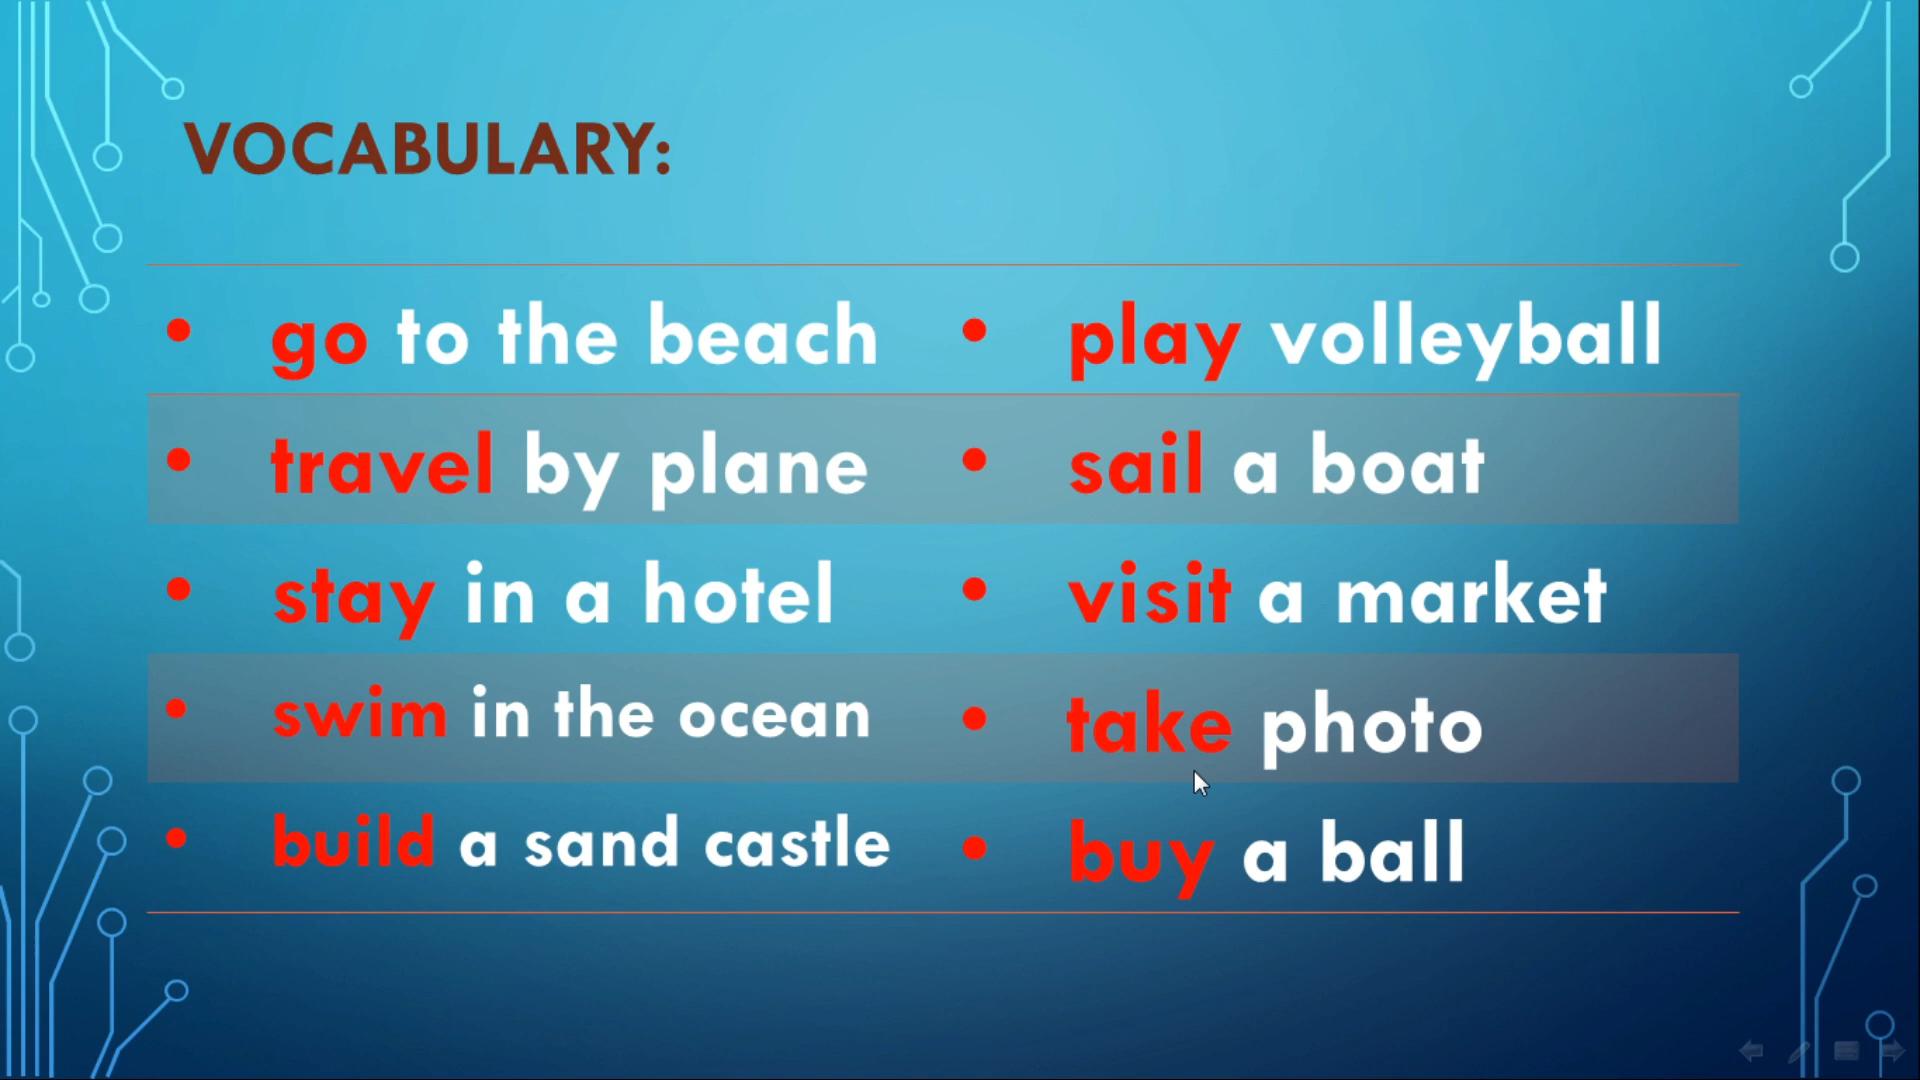 VOCABULARY:
• go to the beach
• play volleyball
• travel by plane
• sail a boat
• stay in a hotel
• visit a market
• swim in the ocean
• take photo
• build a sand castle
• buy a ball